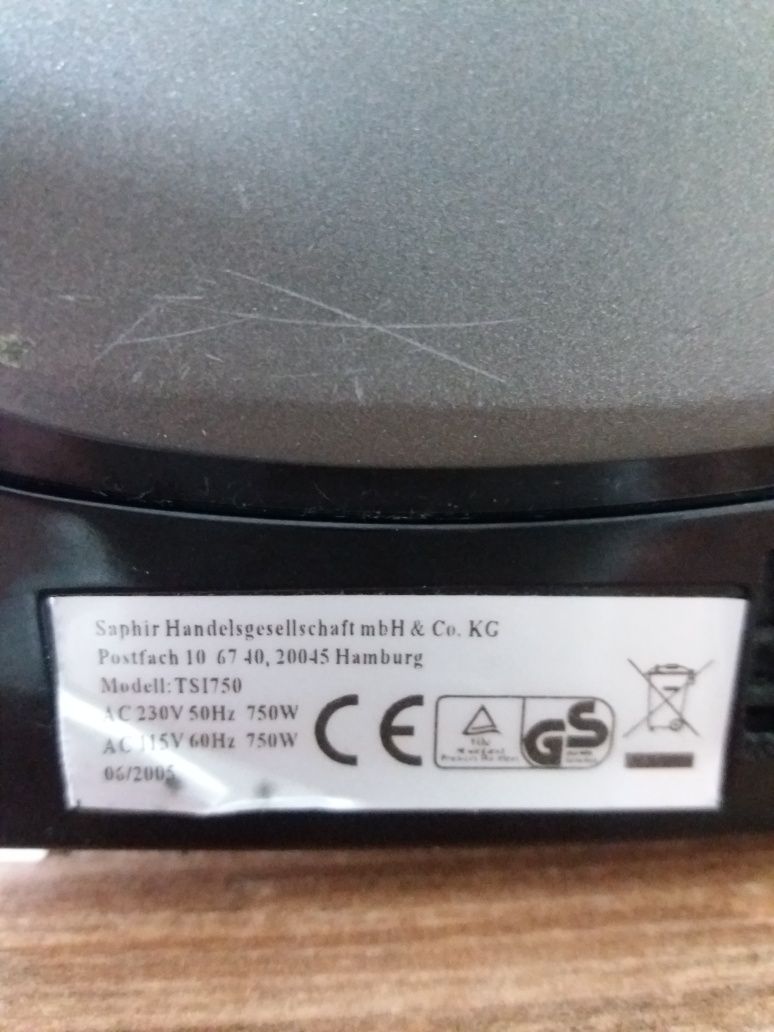 Saphir Handelsgesellschaft mbH & Co. KG
Postfach 10 67 40, 20045 Hamburg
Modell: TSI750
AC 230V 50Hz 750W
AC 115V 60Hz 750W
06/2005
CE
GS